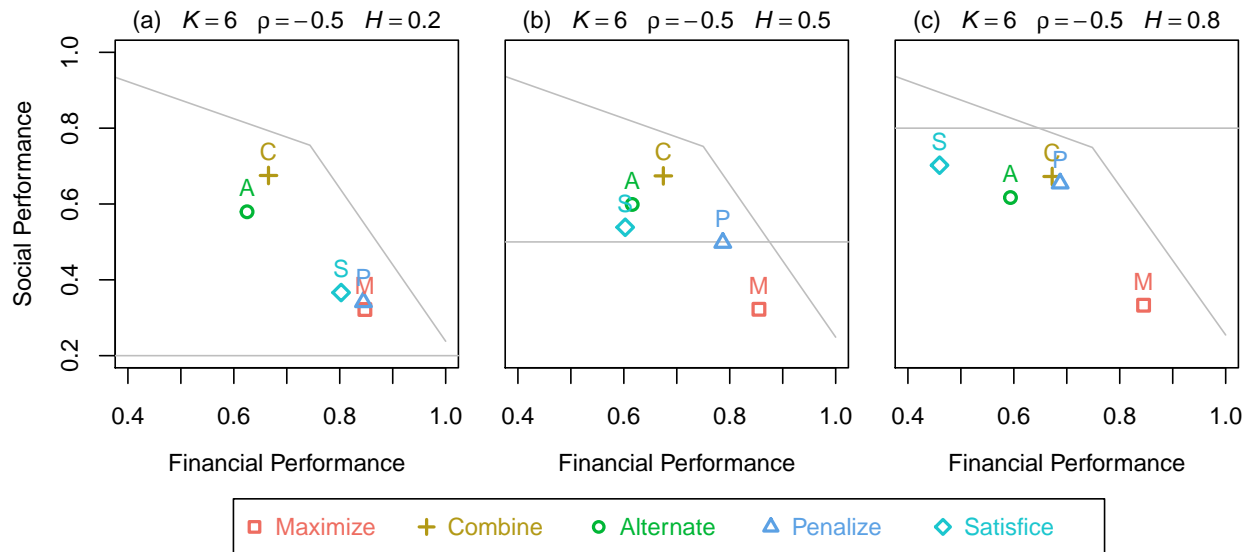 (a) K = 6 ρ = −0.5 H = 0.2
(b) K = 6 ρ = −0.5 H = 0.5
(c) K = 6 ρ = −0.5 H = 0.8
Social Performance
1.0
0.8
0.6
0.4
0.2
C
A
S
P
M
A
C
S
P
M
S
C
P
A
M
0.4 0.6 0.8 1.0
0.4 0.6 0.8 1.0
0.4 0.6 0.8 1.0
Financial Performance
Financial Performance
Financial Performance
Maximize Combine Alternate Penalize Satisfice